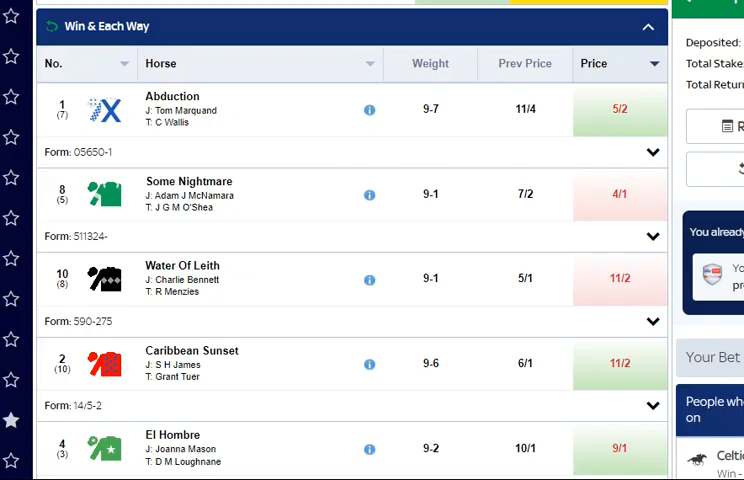 Win & Each Way
No. Horse Weight Prev Price Price
1 Abduction
(7) J: Tom Marquand 9-7 11/4 5/2
T: C Wallis
Form: 05650-1
8 Some Nightmare
(5) J: Adam J McNamara 9-1 7/2 4/1
T: J G M O'Shea
Form: 511324-
10 Water Of Leith
(8) J: Charlie Bennett 9-1 5/1 11/2
T: R Menzies
Form: 590-275
2 Caribbean Sunset
(10) J: S H James 9-6 6/1 11/2
T: Grant Tuer
Form: 14/5-2
4 El Hombre
(3) J: Joanna Mason 9-2 10/1 9/1
T: D M Loughnane
Deposited:
Total Stake
Total Retur
R
You already
Yo
pr
Your Bet
People who
on
Celtic
Win -